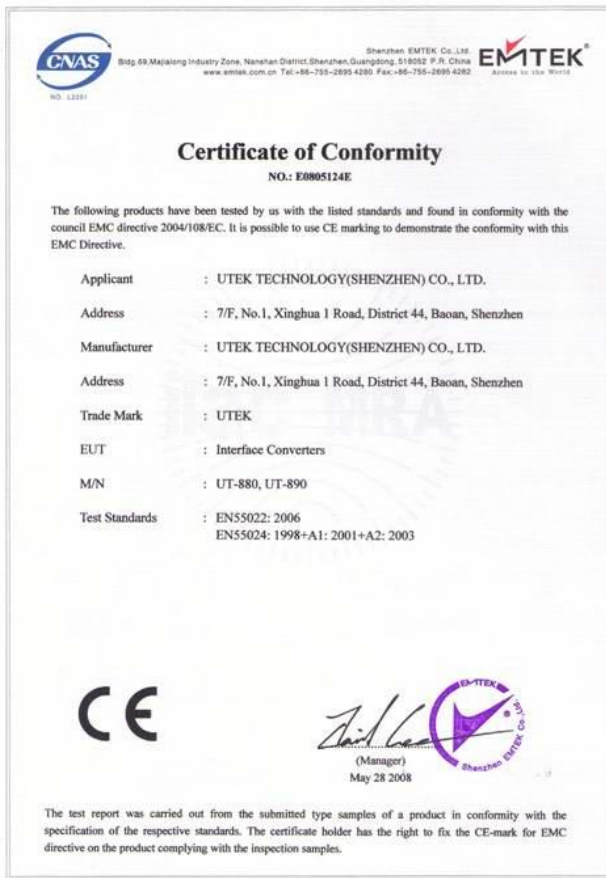 CNAS
NO. L2291
Shenzhen EMTEK Co.,Ltd.
Bldg 69,Majialong Industry Zone, Nanshan District,Shenzhen,Guangdong, 518052 P.R. China
www.emtek.com.cn Tel:+86-755-2695 4280 Fax:+86-755-2695 4282
EMTEK®
Access to the World
Certificate of Conformity
NO.: E0805124E
The following products have been tested by us with the listed standards and found in conformity with the
council EMC directive 2004/108/EC. It is possible to use CE marking to demonstrate the conformity with this
EMC Directive.
Applicant : UTEK TECHNOLOGY(SHENZHEN) CO., LTD.
Address : 7/F, No.1, Xinghua 1 Road, District 44, Baoan, Shenzhen
Manufacturer : UTEK TECHNOLOGY(SHENZHEN) CO., LTD.
Address : 7/F, No.1, Xinghua 1 Road, District 44, Baoan, Shenzhen
Trade Mark : UTEK
EUT : Interface Converters
M/N : UT-880, UT-890
Test Standards : EN55022: 2006
EN55024: 1998+A1: 2001+A2: 2003
CE
EMTEK
Shenzhen EMTEK Co., Ltd.
(Manager)
May 28 2008
The test report was carried out from the submitted type samples of a product in conformity with the
specification of the respective standards. The certificate holder has the right to fix the CE-mark for EMC
directive on the product complying with the inspection samples.